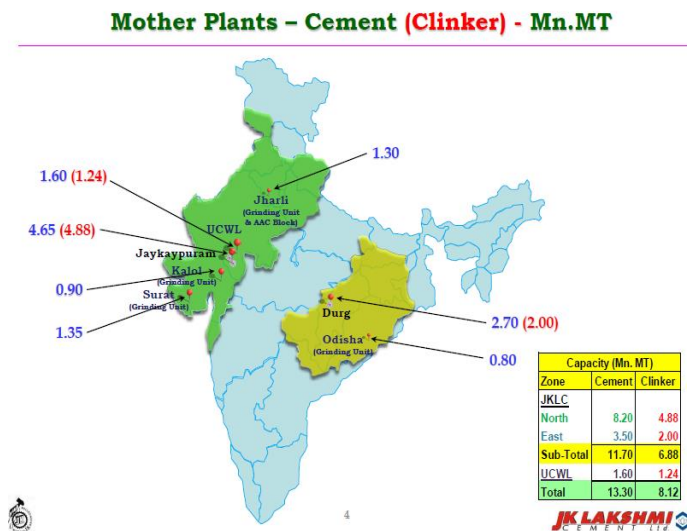 Mother Plants – Cement (Clinker) - Mn.MT
1.30
1.60 (1.24)
Jharli
(Grinding Unit
& AAC Block)
4.65 (4.88)
UCWL
Jaykaypuram
Kalol
(Grinding Unit)
0.90
Surat
(Grinding Unit)
1.35
Durg
2.70 (2.00)
Odisha
(Grinding Unit)
0.80
Capacity (Mn. MT)
Zone Cement Clinker
JKLC
North 8.20 4.88
East 3.50 2.00
Sub-Total 11.70 6.88
UCWL 1.60 1.24
Total 13.30 8.12
4
JK LAKSHMI
CEMENT Ltd